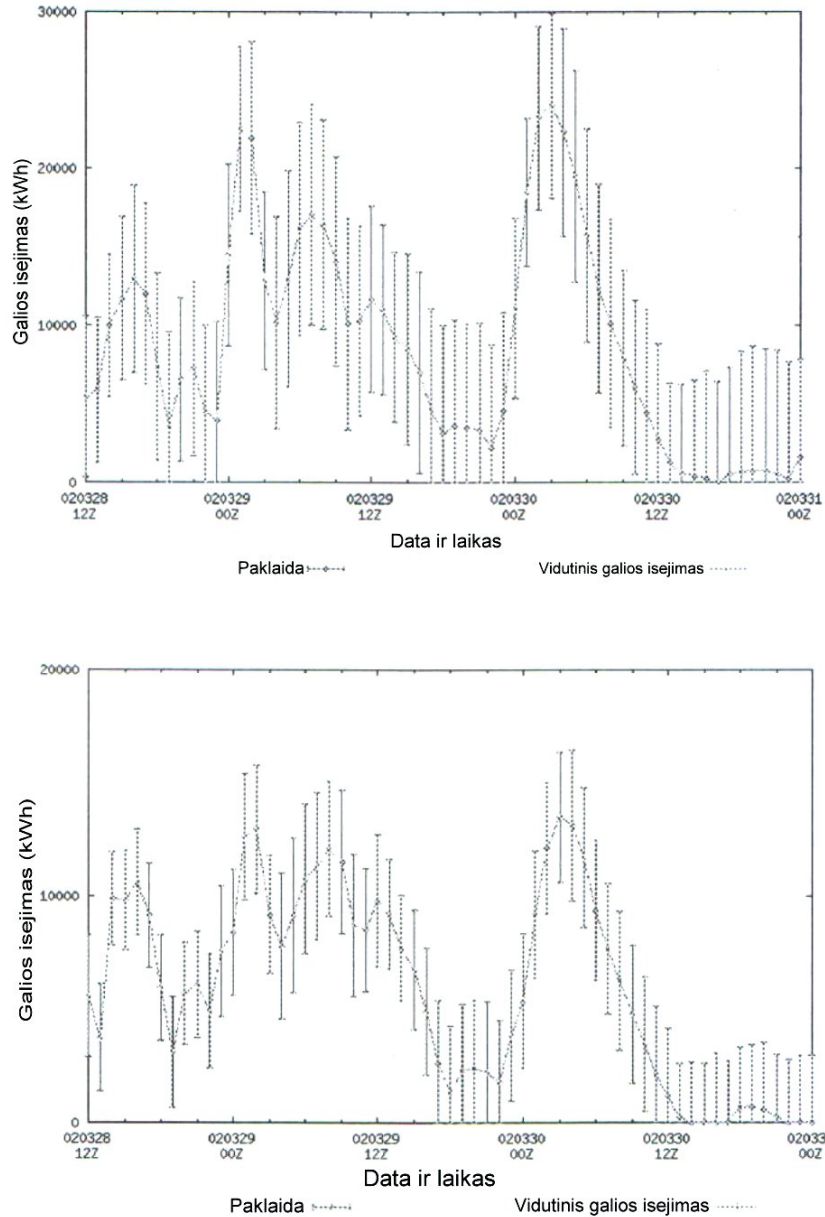 30000
20000
10000
0
Galios isejimas (kWh)
020328 020329 020329 020330 020330 020331
12Z 00Z 12Z 00Z 12Z 00Z
Data ir laikas
Paklaida Vidutinis galios isejimas
20000
10000
0
Galios isejimas (kWh)
020328 020329 020329 020330 020330 02033
12Z 00Z 12Z 00Z 12Z 00
Data ir laikas
Paklaida Vidutinis galios isejimas